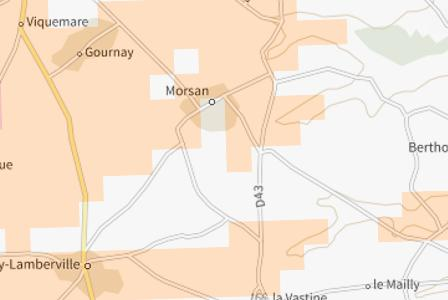 Viquemare
Gournay
Morsan
Bertho
ue
D43
y-Lamberville
le Mailly
la Vastine